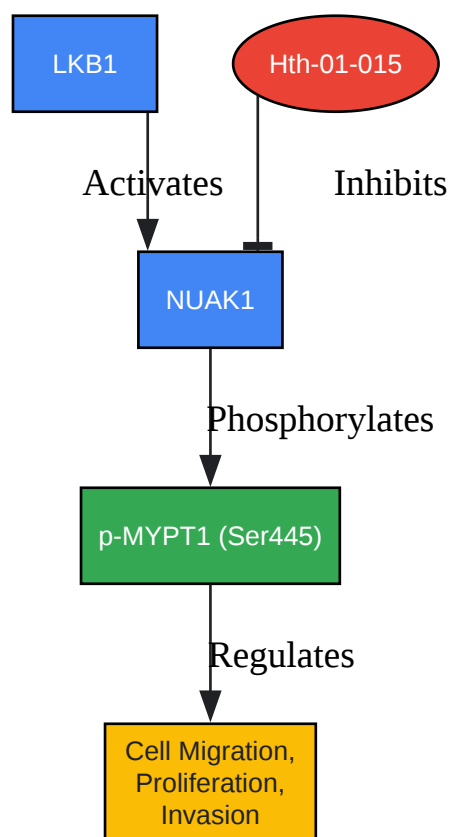 LKB1
Hth-01-015
Activates
Inhibits
NUAK1
Phosphorylates
p-MYPT1 (Ser445)
Regulates
Cell Migration,
Proliferation,
Invasion